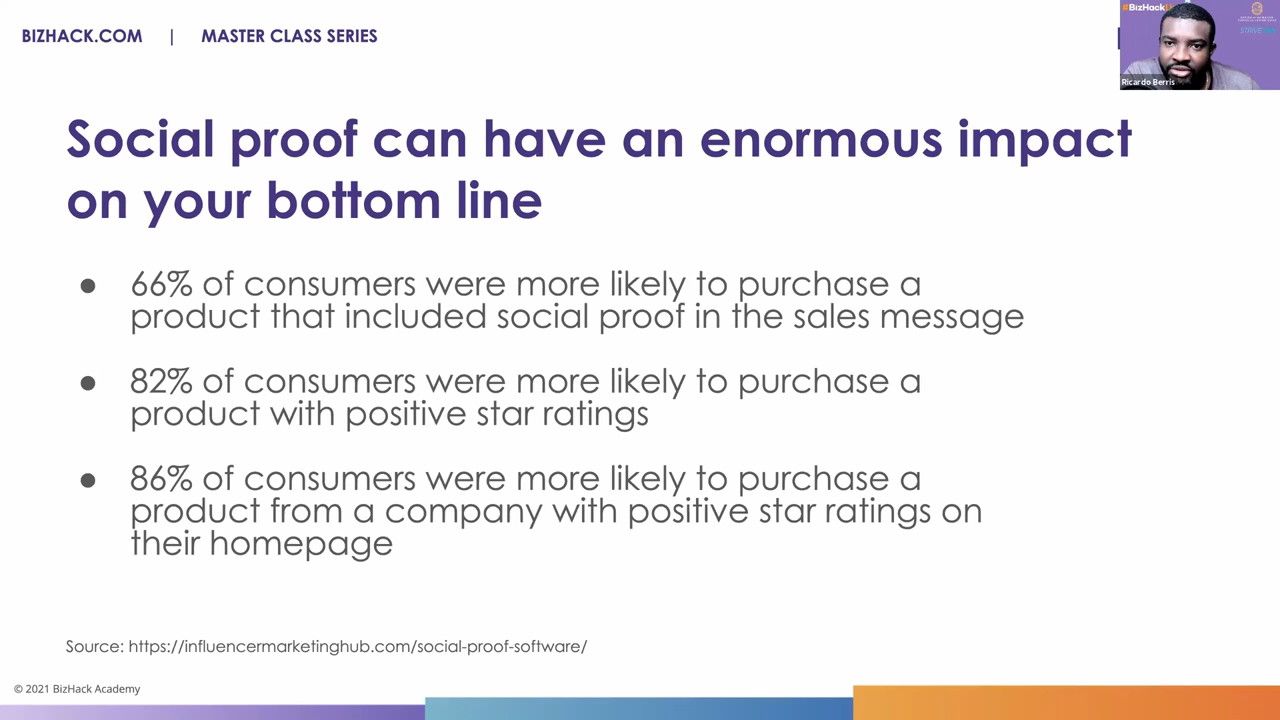 BIZHACK.COM | MASTER CLASS SERIES
#BizHack
Ricardo Berris
Social proof can have an enormous impact
on your bottom line
● 66% of consumers were more likely to purchase a
product that included social proof in the sales message
● 82% of consumers were more likely to purchase a
product with positive star ratings
● 86% of consumers were more likely to purchase a
product from a company with positive star ratings on
their homepage
Source: https://influencermarketinghub.com/social-proof-software/
© 2021 BizHack Academy